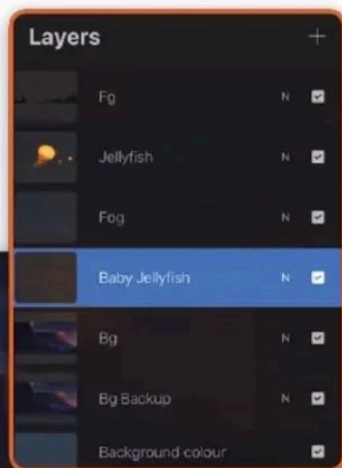 Layers +
Fg N
Jellyfish N
Fog N
Baby Jellyfish N
Bg N
Bg Backup N
Background colour